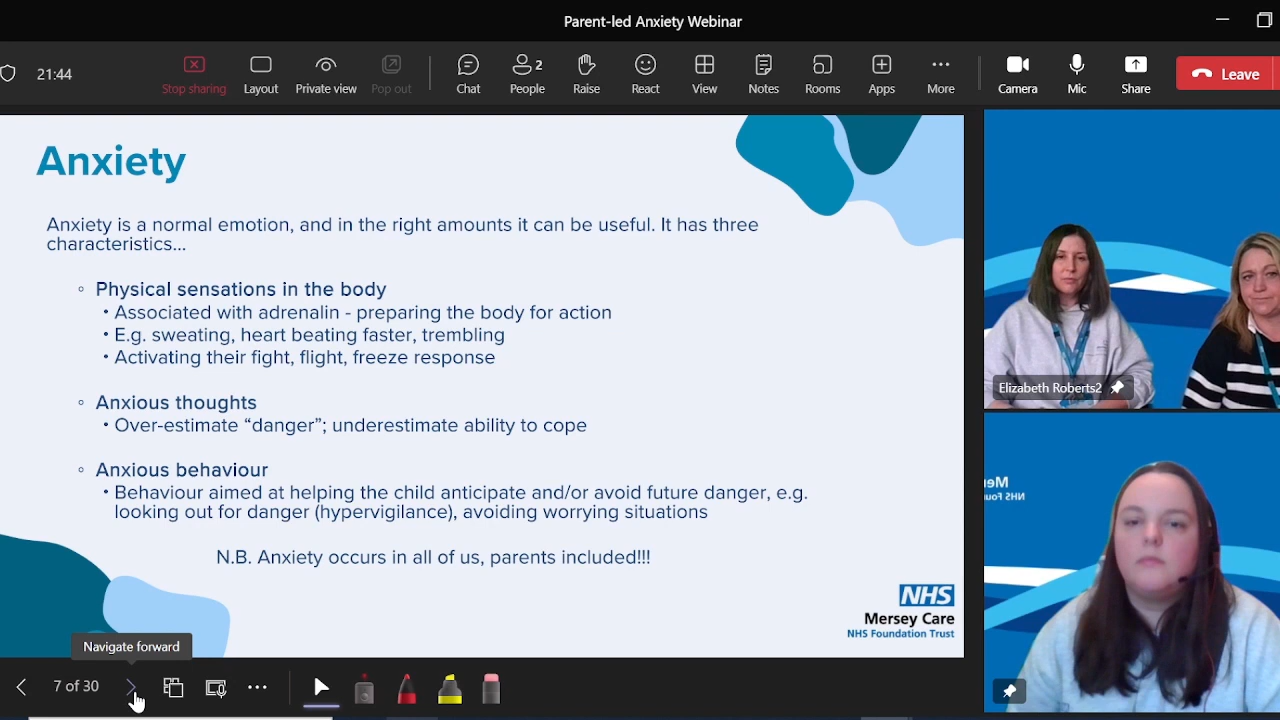 Parent-led Anxiety Webinar
21:44
Stop sharing
Layout
Private view
Pop out
Chat
2
People
Raise
React
View
Notes
Rooms
Apps
More
Camera
Mic
Share
Leave
Anxiety
Anxiety is a normal emotion, and in the right amounts it can be useful. It has three
characteristics...
Physical sensations in the body
• Associated with adrenalin - preparing the body for action
• E.g. sweating, heart beating faster, trembling
• Activating their fight, flight, freeze response
Anxious thoughts
• Over-estimate “danger”; underestimate ability to cope
Anxious behaviour
• Behaviour aimed at helping the child anticipate and/or avoid future danger, e.g.
looking out for danger (hypervigilance), avoiding worrying situations
N.B. Anxiety occurs in all of us, parents included!!!
NHS
Mersey Care
NHS Foundation Trust
Elizabeth Roberts2
Navigate forward
7 of 30